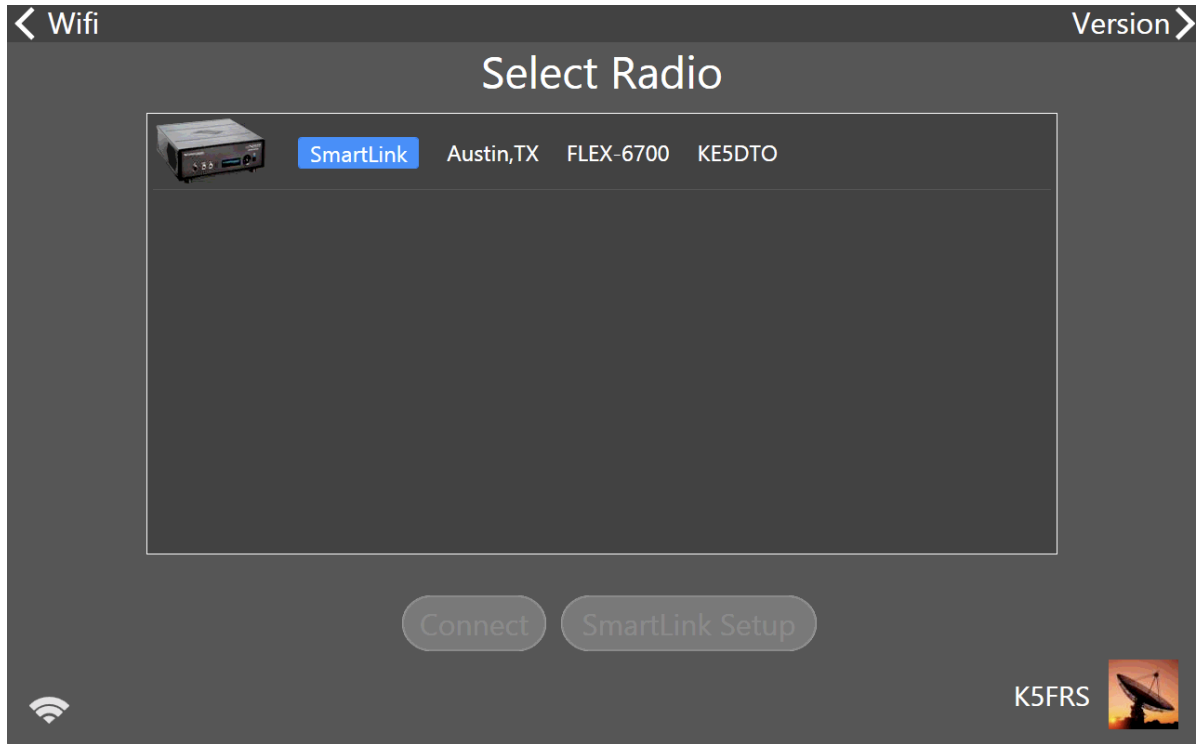 Wifi
Version
Select Radio
SmartLink Austin,TX FLEX-6700 KE5DTO
Connect SmartLink Setup
K5FRS